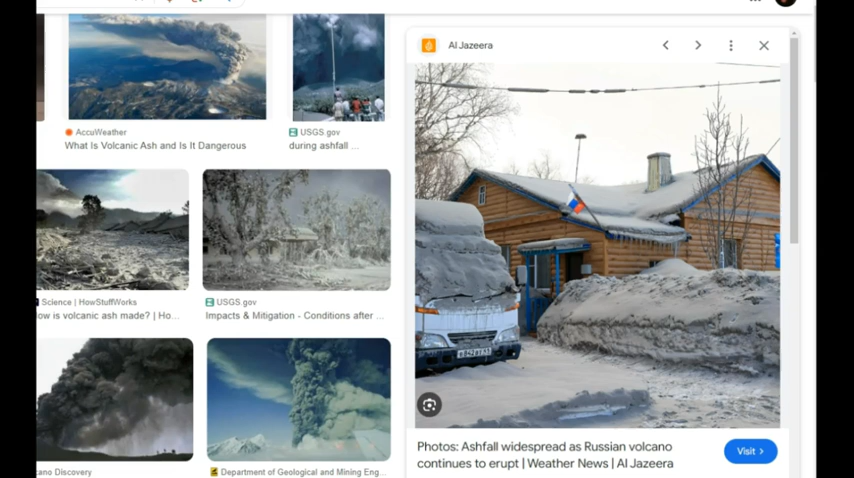 Al Jazeera
AccuWeather
What Is Volcanic Ash and Is It Dangerous
USGS.gov
during ashfall ...
Science | HowStuffWorks
ow is volcanic ash made? | Ho...
USGS.gov
Impacts & Mitigation - Conditions after ...
cano Discovery
Department of Geological and Mining Eng...
Photos: Ashfall widespread as Russian volcano
continues to erupt | Weather News | Al Jazeera
Visit